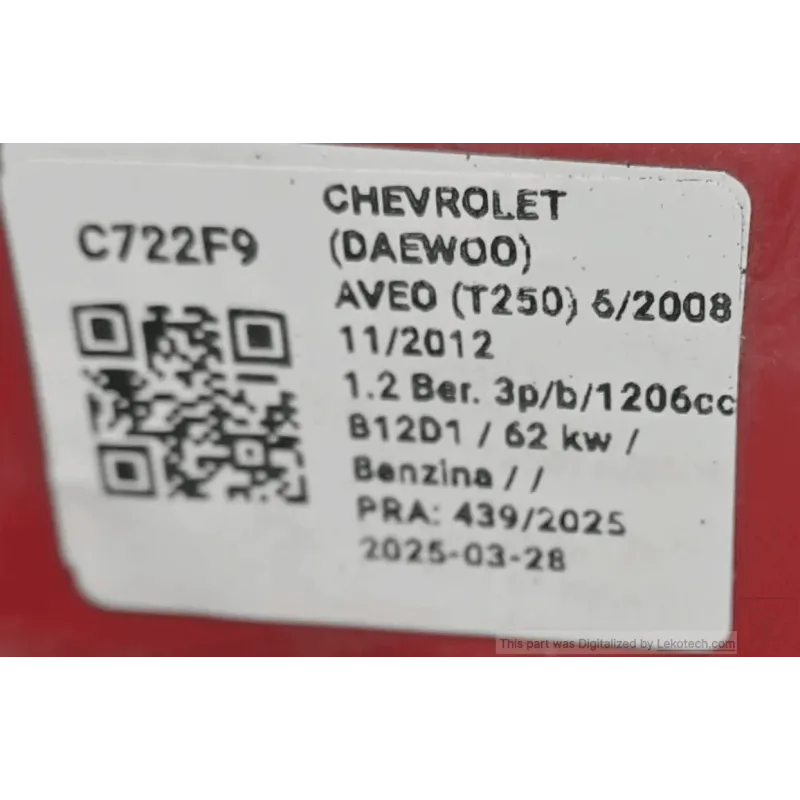 C722F9
CHEVROLET
(DAEWOO)
AVEO (T250) 6/2008
11/2012
1.2 Ber. 3p/b/1206cc
B12D1 / 62 kw /
Benzina / /
PRA: 439/2025
2025-03-28
This part was Digitalized by Lekotech.com